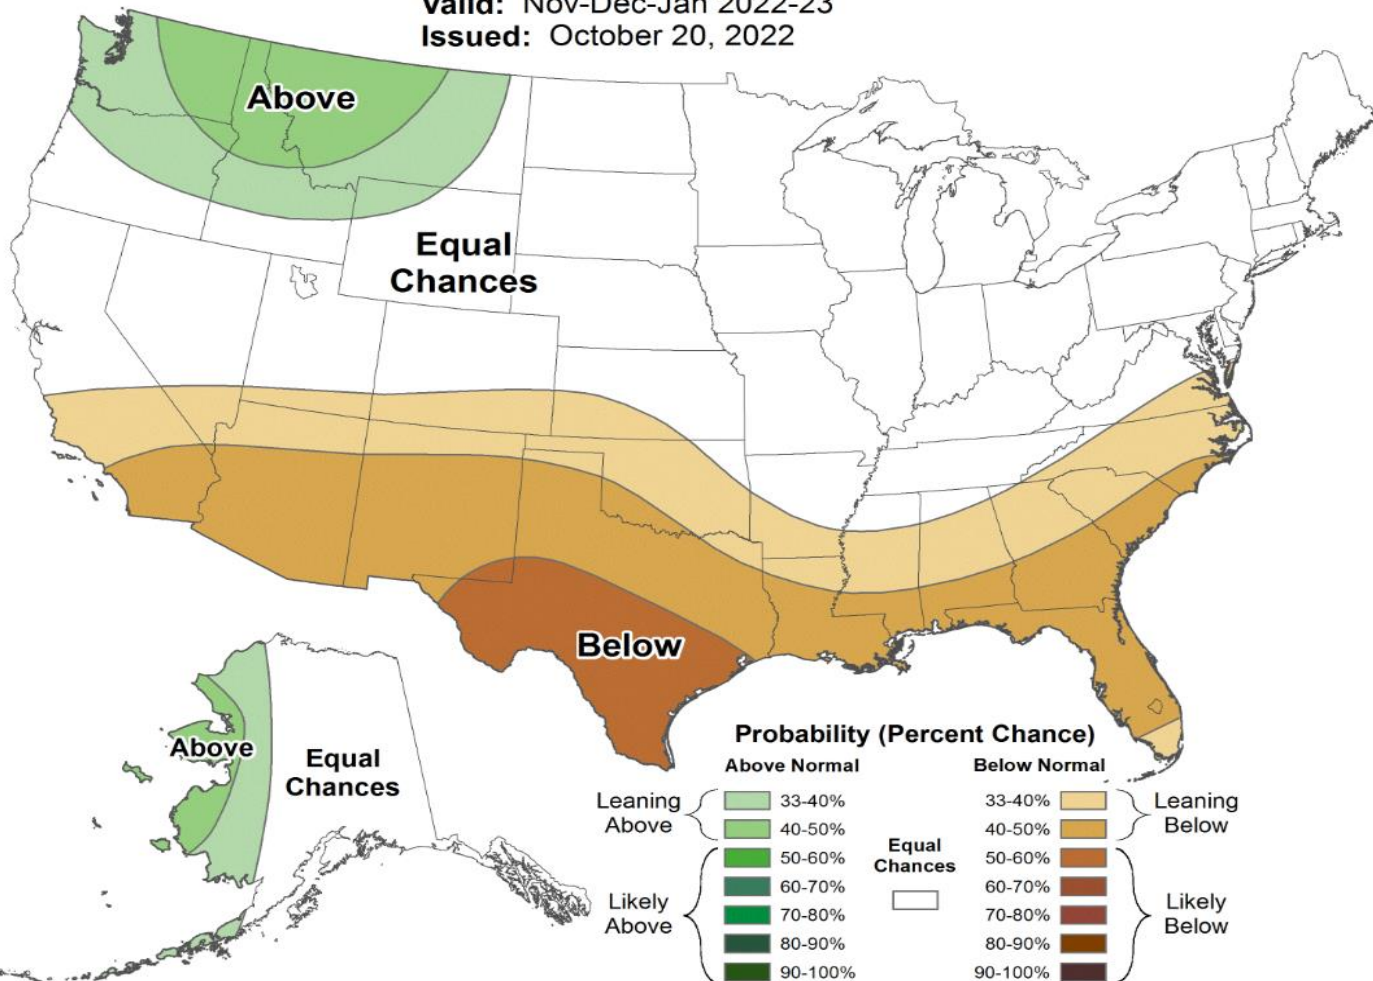 Valid: Nov-Dec-Jan 2022-23
Issued: October 20, 2022
Above
Equal
Chances
Below
Above
Equal
Chances
Probability (Percent Chance)
Above Normal
Below Normal
Leaning
Above
33-40%
40-50%
Likely
Above
50-60%
60-70%
70-80%
80-90%
90-100%
Equal
Chances
33-40%
40-50%
Leaning
Below
50-60%
60-70%
70-80%
80-90%
90-100%
Likely
Below